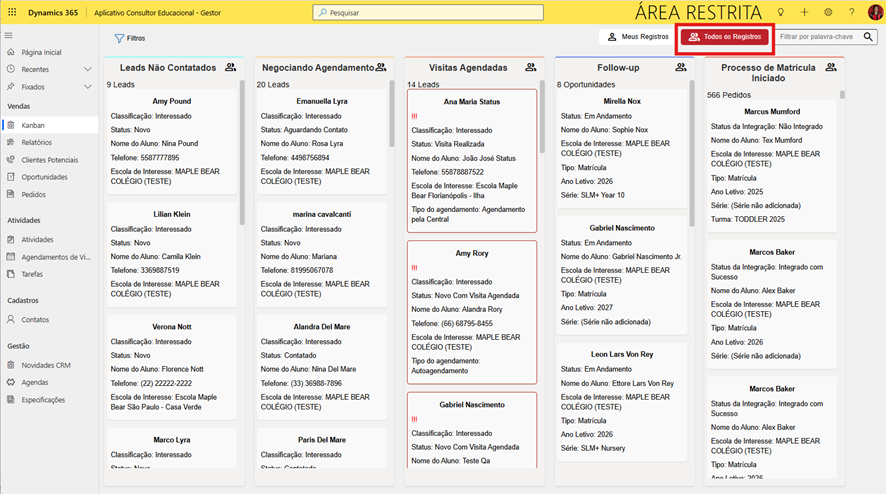 Dynamics 365
Aplicativo Consultor Educacional - Gestor
Pesquisar
ÁREA RESTRITA
Filtros
Meus Registros
Todos os Registros
Filtrar por palavra-chave
Página Inicial
Recentes
Fixados
Vendas
Kanban
Relatórios
Clientes Potenciais
Oportunidades
Pedidos
Atividades
Atividades
Agendamentos de Vi...
Tarefas
Cadastros
Contatos
Gestão
Novidades CRM
Agendas
Especificações
Leads Não Contatados
9 Leads
Amy Pound
Classificação: Interessado
Status: Novo
Nome do Aluno: Nina Pound
Telefone: 5587777895
Escola de Interesse: MAPLE BEAR
COLÉGIO (TESTE)
Lilian Klein
Classificação: Interessado
Status: Novo
Nome do Aluno: Camila Klein
Telefone: 3369887519
Escola de Interesse: MAPLE BEAR
COLÉGIO (TESTE)
Verona Nott
Classificação: Interessado
Status: Novo
Nome do Aluno: Florence Nott
Telefone: (22) 22222-2222
Escola de Interesse: Escola Maple
Bear São Paulo - Casa Verde
Marco Lyra
Classificação: Interessado
Status: Novo
Negociando Agendamento
20 Leads
Emanuella Lyra
Classificação: Interessado
Status: Aguardando Contato
Nome do Aluno: Rosa Lyra
Telefone: 4498756894
Escola de Interesse: MAPLE BEAR
COLÉGIO (TESTE)
marina cavalcanti
Classificação: Interessado
Status: Novo
Nome do Aluno: Mariana
Telefone: 81995067078
Escola de Interesse: MAPLE BEAR
COLÉGIO (TESTE)
Alandra Del Mare
Classificação: Interessado
Status: Contatado
Nome do Aluno: Nina Del Mare
Telefone: (33) 36988-7896
Escola de Interesse: MAPLE BEAR
COLÉGIO (TESTE)
Paris Del Mare
Classificação: Interessado
Status: Contatado
Visitas Agendadas
14 Leads
Ana Maria Status
!!!
Classificação: Interessado
Status: Visita Realizada
Nome do Aluno: João José Status
Telefone: 55878887522
Escola de Interesse: Escola Maple
Bear Florianópolis - Ilha
Tipo do agendamento: Agendamento
pela Central
Amy Rory
!!!
Classificação: Interessado
Status: Novo Com Visita Agendada
Nome do Aluno: Alandra Rory
Telefone: (66) 68795-8455
Escola de Interesse: MAPLE BEAR
COLÉGIO (TESTE)
Tipo do agendamento:
Autoagendamento
Gabriel Nascimento
!!!
Classificação: Interessado
Status: Novo Com Visita Agendada
Nome do Aluno: Teste Qa
Follow-up
8 Oportunidades
Mirella Nox
Status: Em Andamento
Nome do Aluno: Sophie Nox
Escola de Interesse: MAPLE BEAR
COLÉGIO (TESTE)
Tipo: Matrícula
Ano Letivo: 2026
Série: SLM+ Year 10
Gabriel Nascimento
Status: Em Andamento
Nome do Aluno: Gabriel Nascimento Jr.
Escola de Interesse: MAPLE BEAR
COLÉGIO (TESTE)
Tipo: Matrícula
Ano Letivo: 2027
Série: (Série não adicionada)
Leon Lars Von Rey
Status: Em Andamento
Nome do Aluno: Ettore Lars Von Rey
Escola de Interesse: MAPLE BEAR
COLÉGIO (TESTE)
Tipo: Matrícula
Ano Letivo: 2026
Série: SLM+ Nursery
Processo de Matrícula
Iniciado
566 Pedidos
Marcus Mumford
Status da Integração: Não Integrado
Nome do Aluno: Tex Mumford
Escola de Interesse: MAPLE BEAR
COLÉGIO (TESTE)
Tipo: Matrícula
Ano Letivo: 2025
Série: (Série não adicionada)
Turma: TODDLER 2025
Marcos Baker
Status da Integração: Integrado com
Sucesso
Nome do Aluno: Alex Baker
Escola de Interesse: MAPLE BEAR
COLÉGIO (TESTE)
Tipo: Matrícula
Série: (Série não adicionada)
Marcos Baker
Status da Integração: Integrado com
Sucesso
Nome do Aluno: Alex Baker
Escola de Interesse: MAPLE BEAR
COLÉGIO (TESTE)
Tipo: Matrícula
Ano Letivo: 2026